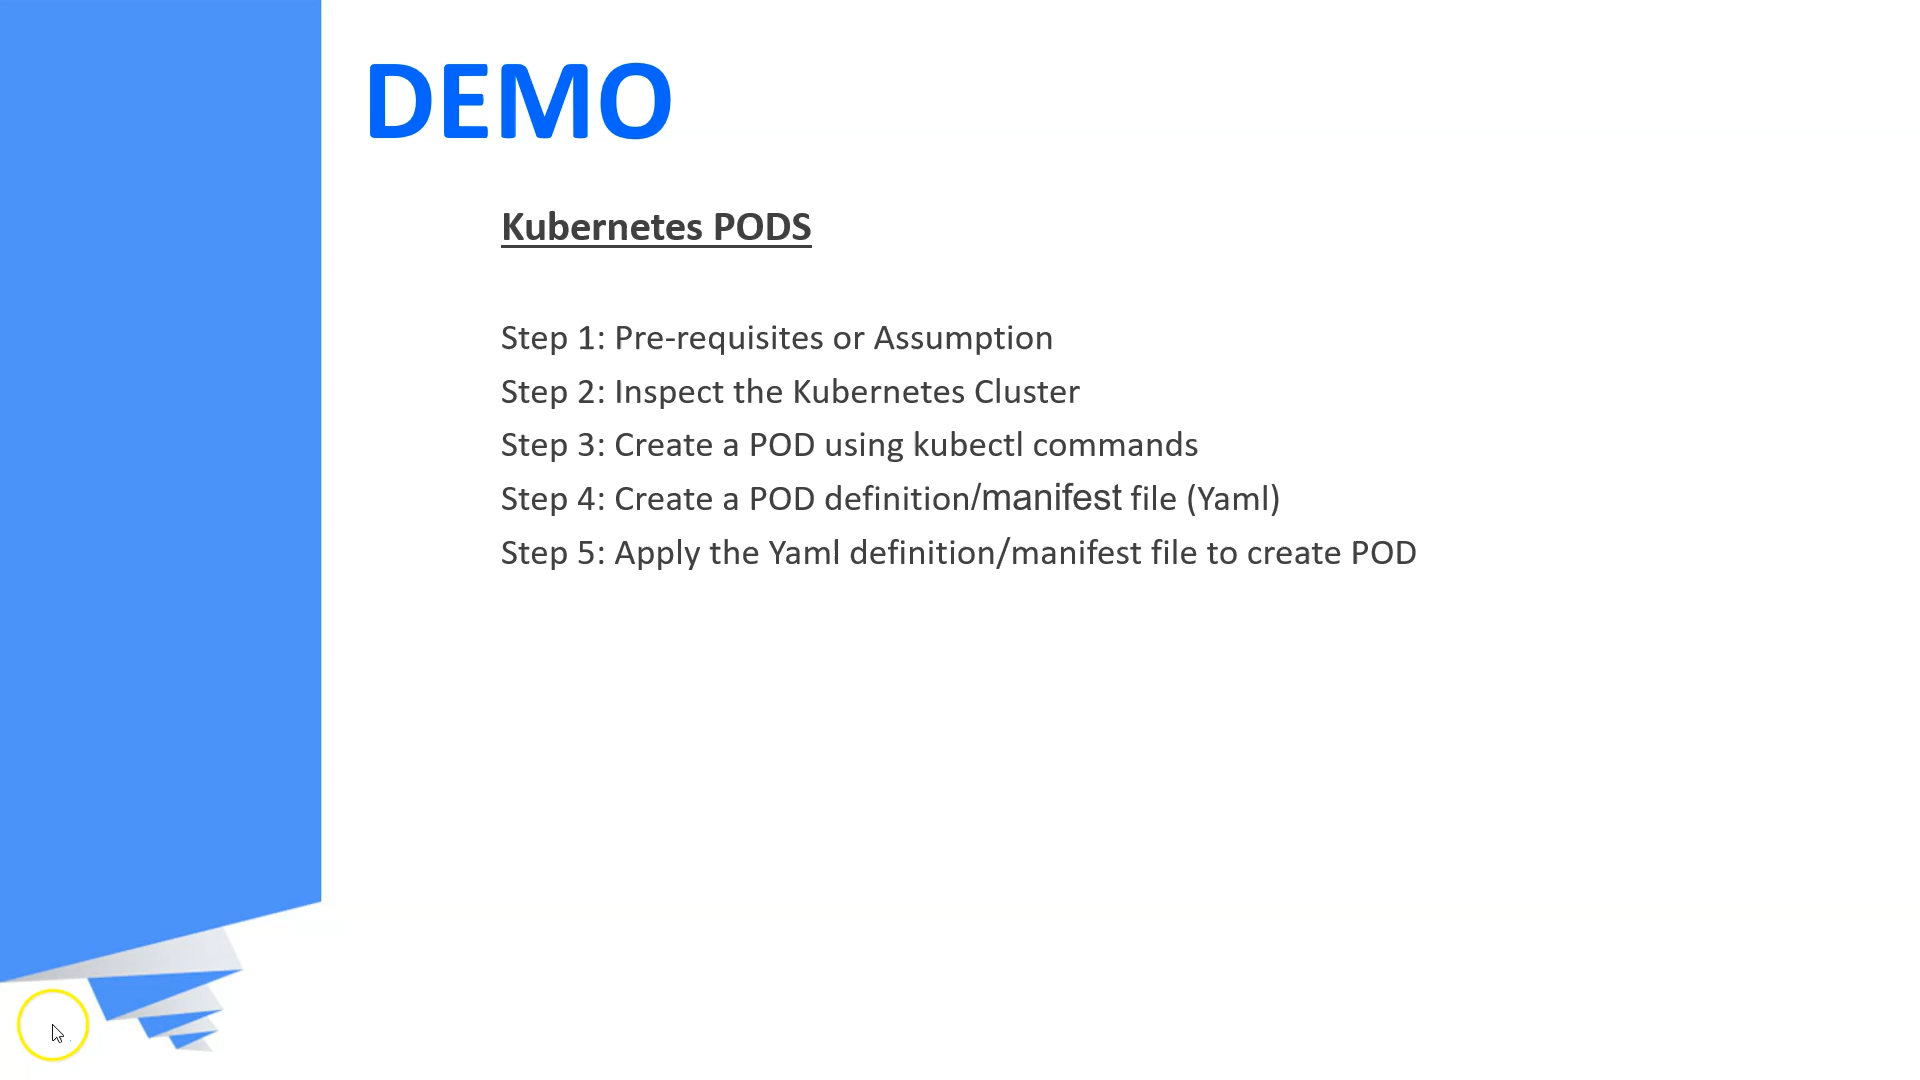 DEMO
Kubernetes PODS
Step 1: Pre-requisites or Assumption
Step 2: Inspect the Kubernetes Cluster
Step 3: Create a POD using kubectl commands
Step 4: Create a POD definition/manifest file (Yaml)
Step 5: Apply the Yaml definition/manifest file to create POD